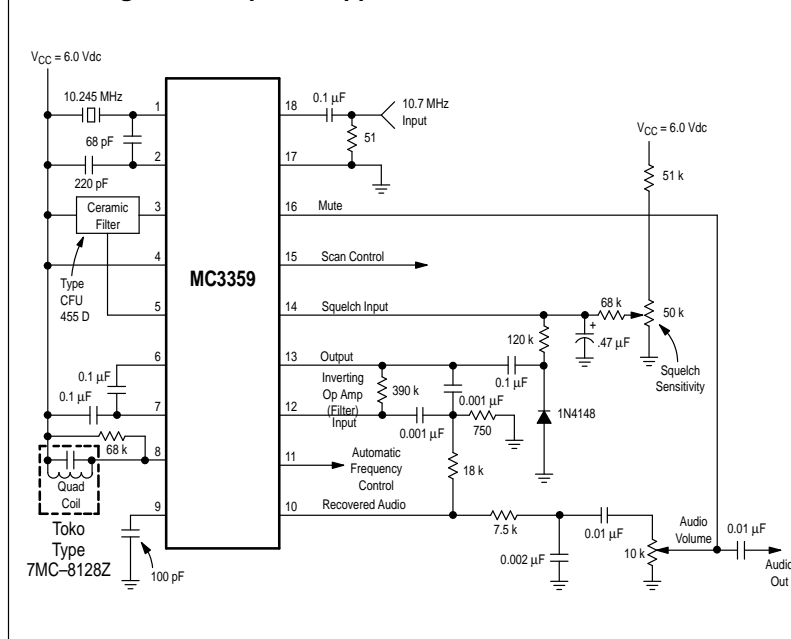 VCC = 6.0 Vdc
10.245 MHz
68 pF
220 pF
Ceramic
Filter
Type
CFU
455 D
0.1 µF
0.1 µF
68 k
Quad
Coil
Toko
Type
7MC–8128Z
100 pF
1
2
3
4
5
6
7
8
9
MC3359
18
17
16
15
14
13
12
11
10
0.1 µF
10.7 MHz
Input
51
Mute
Scan Control
Squelch Input
Output
Inverting
Op Amp
(Filter)
Input
Automatic
Frequency
Control
Recovered Audio
VCC = 6.0 Vdc
51 k
68 k
50 k
+
.47 µF
Squelch
Sensitivity
120 k
0.1 µF
390 k
0.001 µF
0.001 µF
750
1N4148
18 k
7.5 k
0.002 µF
0.01 µF
10 k
Audio
Volume
0.01 µF
Audio
Out